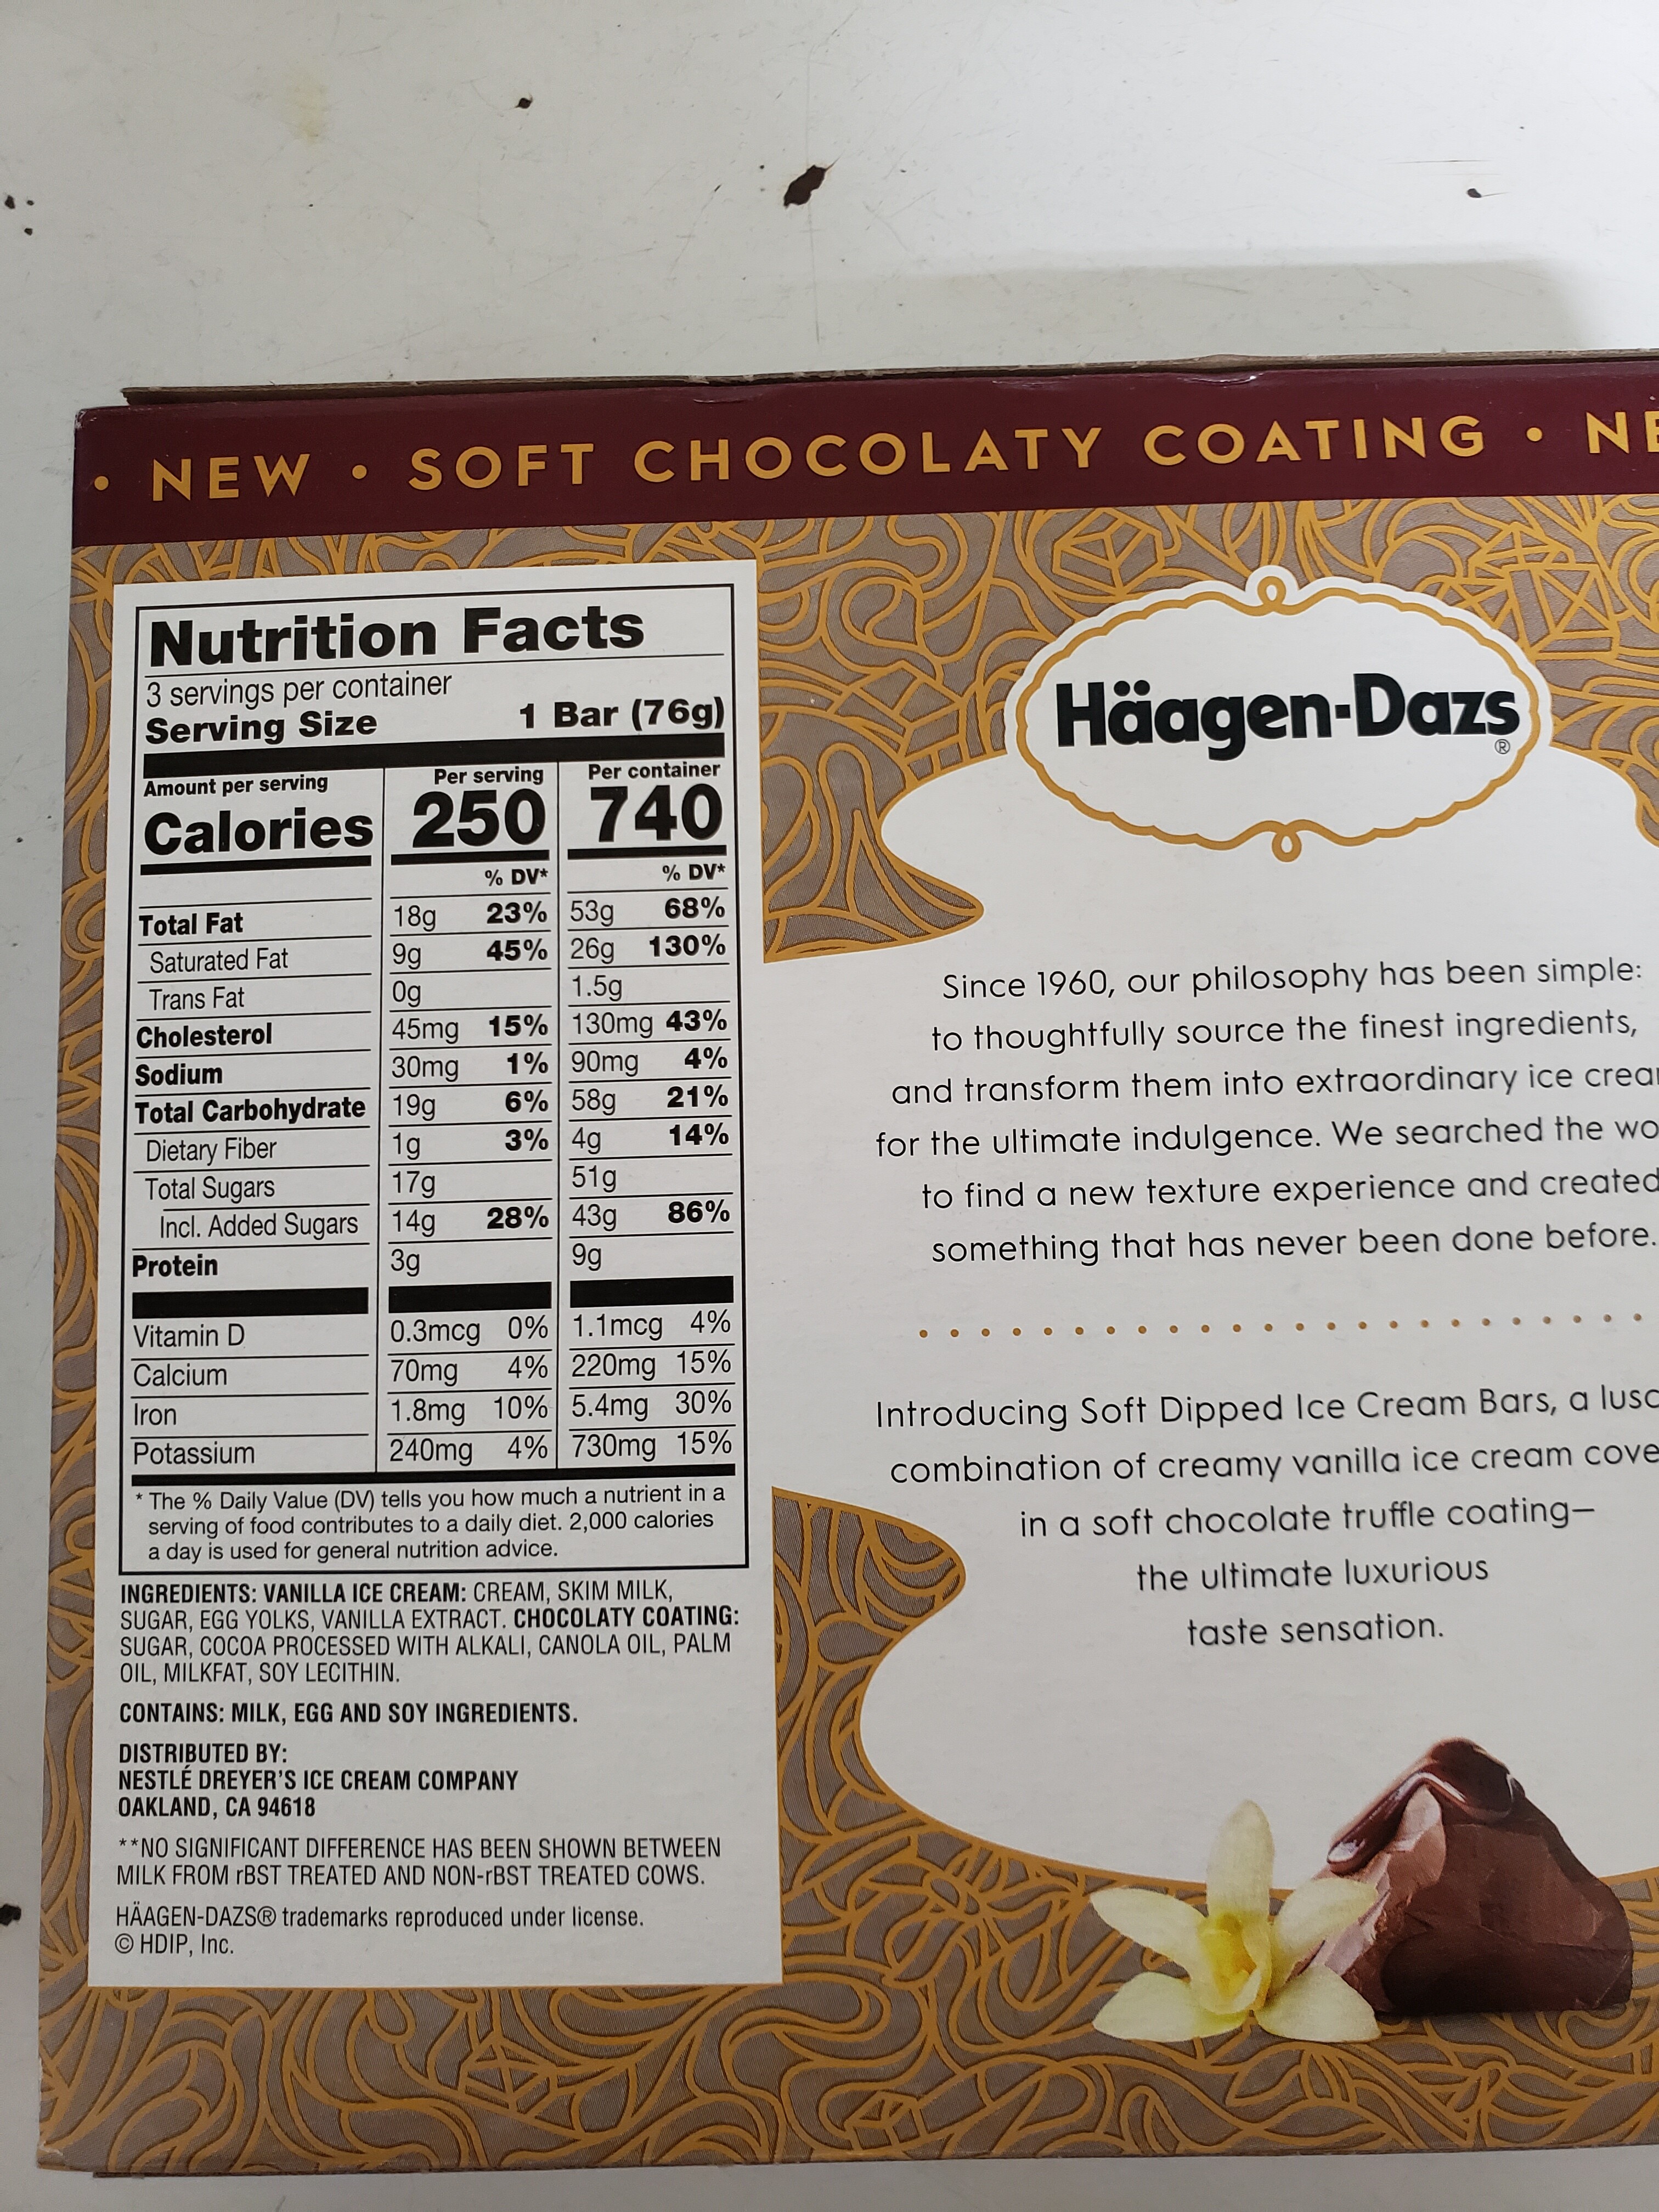 • NEW • SOFT CHOCOLATY COATING •
Nutrition Facts
3 servings per container
Serving Size 1 Bar (76g)
Amount per serving Per serving Per container
Calories 250 740
% DV* % DV*
Total Fat 18g 23% 53g 68%
Saturated Fat 9g 45% 26g 130%
Trans Fat 0g 1.5g
Cholesterol 45mg 15% 130mg 43%
Sodium 30mg 1% 90mg 4%
Total Carbohydrate 19g 6% 58g 21%
Dietary Fiber 1g 3% 4g 14%
Total Sugars 17g 51g
Incl. Added Sugars 14g 28% 43g 86%
Protein 3g 9g
Vitamin D 0.3mcg 0% 1.1mcg 4%
Calcium 70mg 4% 220mg 15%
Iron 1.8mg 10% 5.4mg 30%
Potassium 240mg 4% 730mg 15%
* The % Daily Value (DV) tells you how much a nutrient in a
serving of food contributes to a daily diet. 2,000 calories
a day is used for general nutrition advice.
INGREDIENTS: VANILLA ICE CREAM: CREAM, SKIM MILK,
SUGAR, EGG YOLKS, VANILLA EXTRACT. CHOCOLATY COATING:
SUGAR, COCOA PROCESSED WITH ALKALI, CANOLA OIL, PALM
OIL, MILKFAT, SOY LECITHIN.
CONTAINS: MILK, EGG AND SOY INGREDIENTS.
DISTRIBUTED BY:
NESTLÉ DREYER'S ICE CREAM COMPANY
OAKLAND, CA 94618
**NO SIGNIFICANT DIFFERENCE HAS BEEN SHOWN BETWEEN
MILK FROM rBST TREATED AND NON-rBST TREATED COWS.
HÄAGEN-DAZS® trademarks reproduced under license.
© HDIP, Inc.
Häagen-Dazs®
Since 1960, our philosophy has been simple:
to thoughtfully source the finest ingredients,
and transform them into extraordinary ice
for the ultimate indulgence. We searched the
to find a new texture experience and created
something that has never been done before.
Introducing Soft Dipped Ice Cream Bars, a
combination of creamy vanilla ice cream
in a soft chocolate truffle coating—
the ultimate luxurious
taste sensation.